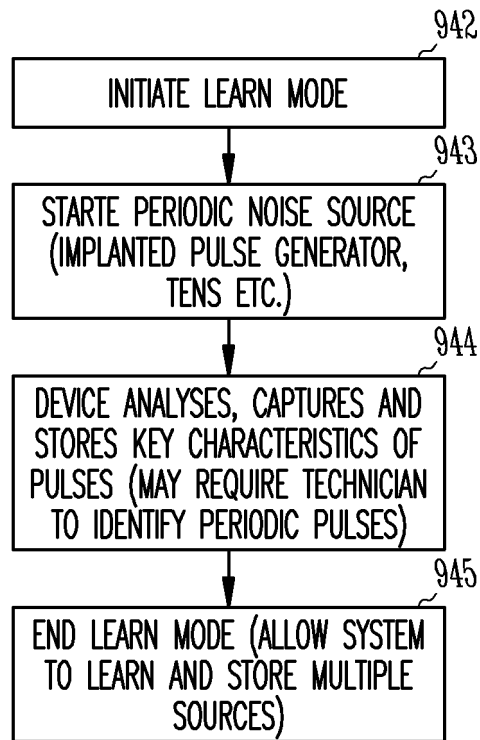 942
INITIATE LEARN MODE
943
STARTE PERIODIC NOISE SOURCE
(IMPLANTED PULSE GENERATOR,
TENS ETC.)
944
DEVICE ANALYSES, CAPTURES AND
STORES KEY CHARACTERISTICS OF
PULSES (MAY REQUIRE TECHNICIAN
TO IDENTIFY PERIODIC PULSES)
945
END LEARN MODE (ALLOW SYSTEM
TO LEARN AND STORE MULTIPLE
SOURCES)